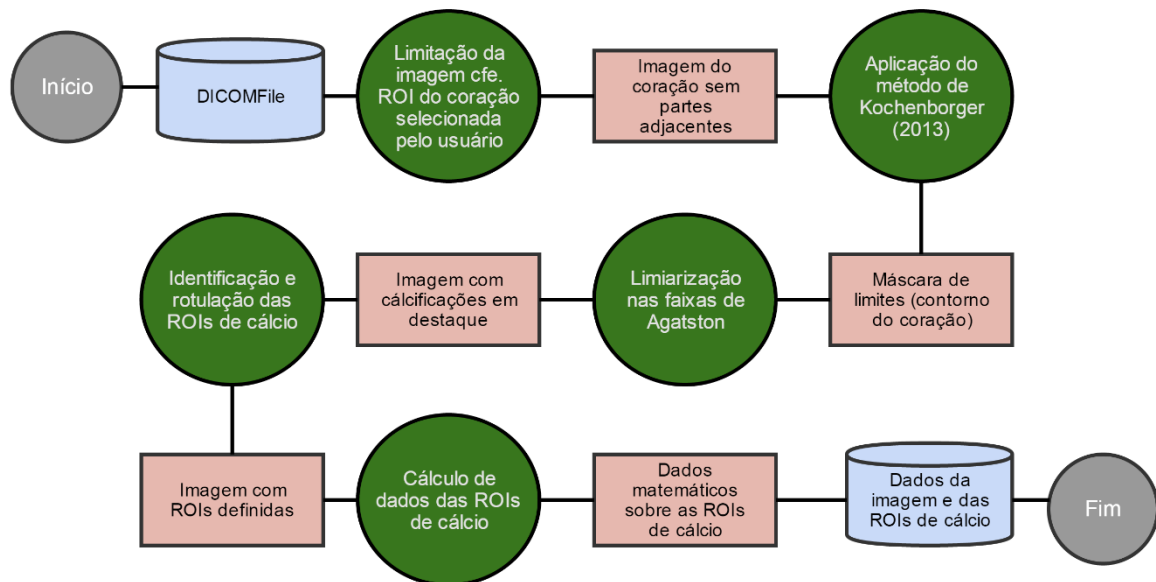 Início
DICOMFile
Limitação da
imagem cfe.
ROI do coração
selecionada
pelo usuário
Imagem do
coração sem
partes
adjacentes
Aplicação do
método de
Kochenborger
(2013)
Máscara de
limites (contorno
do coração)
Limiarização
nas faixas de
Agatston
Imagem com
cálcificações em
destaque
Identificação e
rotulação das
ROIs de cálcio
Imagem com
ROIs definidas
Cálculo de
dados das ROIs
de cálcio
Dados
matemáticos
sobre as ROIs
de cálcio
Dados da
imagem e das
ROIs de cálcio
Fim